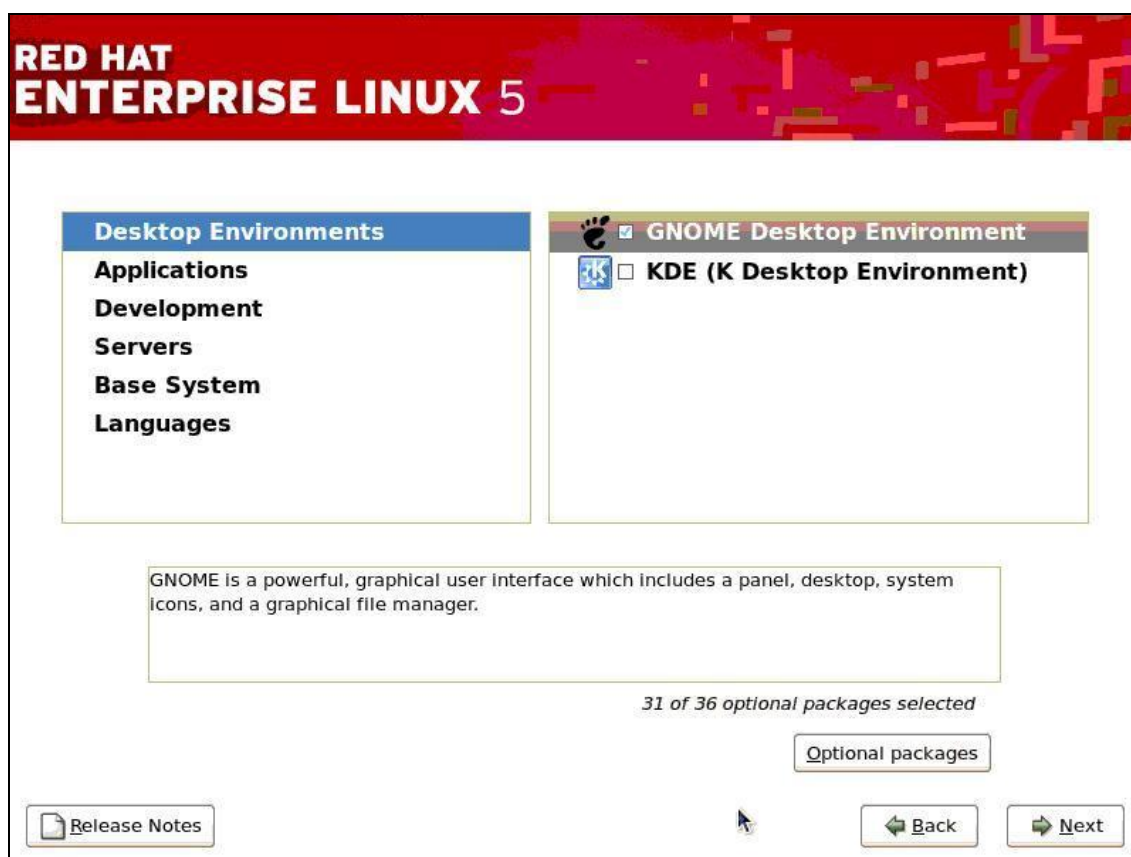 RED HAT
ENTERPRISE LINUX 5
Desktop Environments
Applications
Development
Servers
Base System
Languages
GNOME Desktop Environment
KDE (K Desktop Environment)
GNOME is a powerful, graphical user interface which includes a panel, desktop, system
icons, and a graphical file manager.
31 of 36 optional packages selected
Optional packages
Release Notes
Back
Next